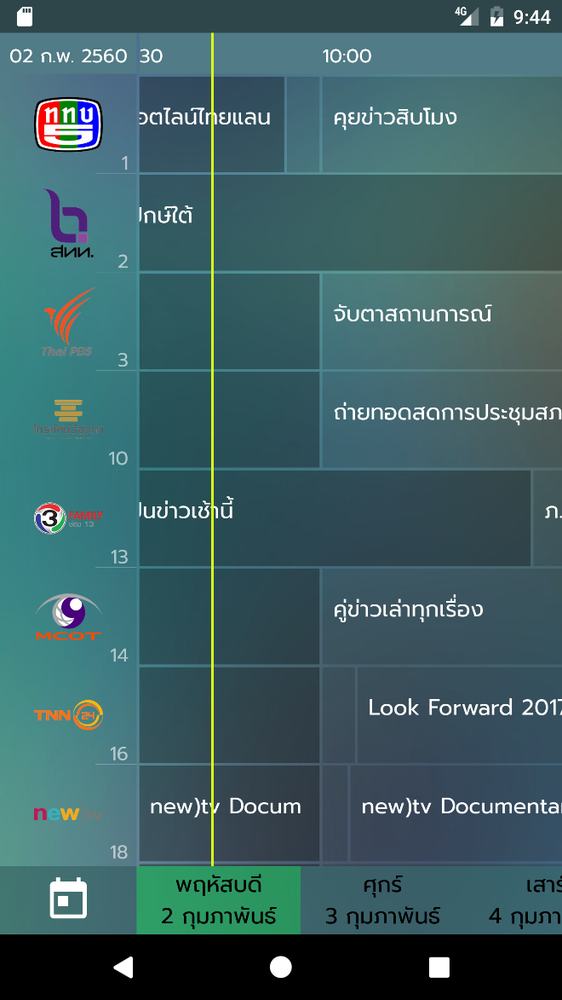 4G 9:44
02 ก.พ. 2560 30 10:00
ททบ
อตไลน์ไทยแลน คุยข่าวสิบโมง
1
ปักษ์ใต้
สทท.
2
จับตาสถานการณ์
Thai PBS
3
ถ่ายทอดสดการประชุมสภ
10
3 FAMILY
ช่อง 13
นข่าวเช้านี้ ภ.
13
คู่ข่าวเล่าทุกเรื่อง
MCOT
14
TNN 24 Look Forward 2017
16
new)tv new)tv Docum new)tv Documenta
18
พฤหัสบดี ศุกร์ เสาร์
2 กุมภาพันธ์ 3 กุมภาพันธ์ 4 กุมภา